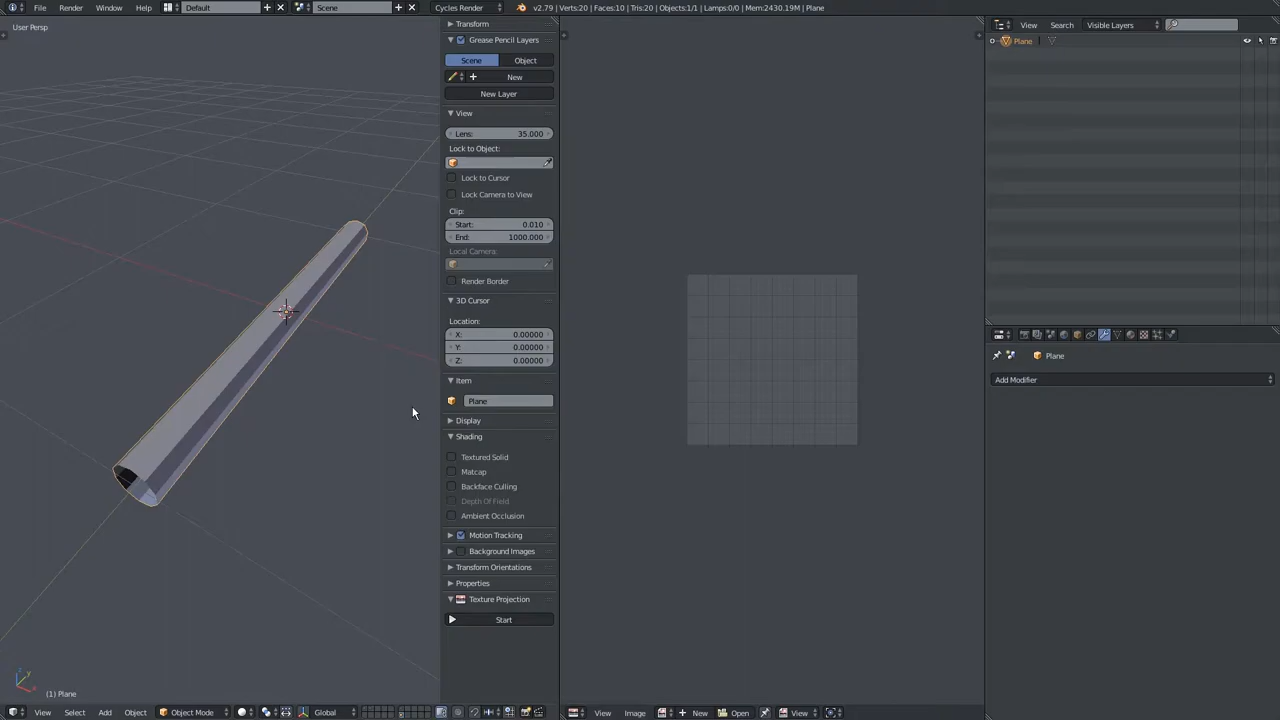 File Render Window Help Default Scene Cycles Render v2.79 | Verts:20 | Faces:10 | Tris:20 | Objects:1/1 | Lamps:0/0 | Mem:2430.19M | Plane
User Persp
Transform
Grease Pencil Layers
Scene Object
New
New Layer
View
Lens: 35.000
Lock to Object:
Lock to Cursor
Lock Camera to View
Clip:
Start: 0.010
End: 1000.000
Local Camera:
Render Border
3D Cursor
Location:
X: 0.00000
Y: 0.00000
Z: 0.00000
Item
Plane
Display
Shading
Textured Solid
Matcap
Backface Culling
Depth Of Field
Ambient Occlusion
Motion Tracking
Background Images
Transform Orientations
Properties
Texture Projection
Start
(1) Plane
View Select Add Object Object Mode Global
View Image New Open View
View Search Visible Layers
Plane
Plane
Add Modifier